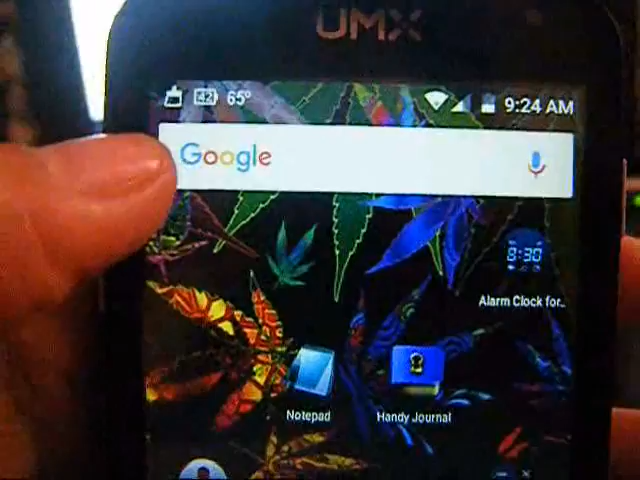 UMX
42 65° 9:24 AM
Google
8:30
Alarm Clock for..
Notepad
Handy Journal